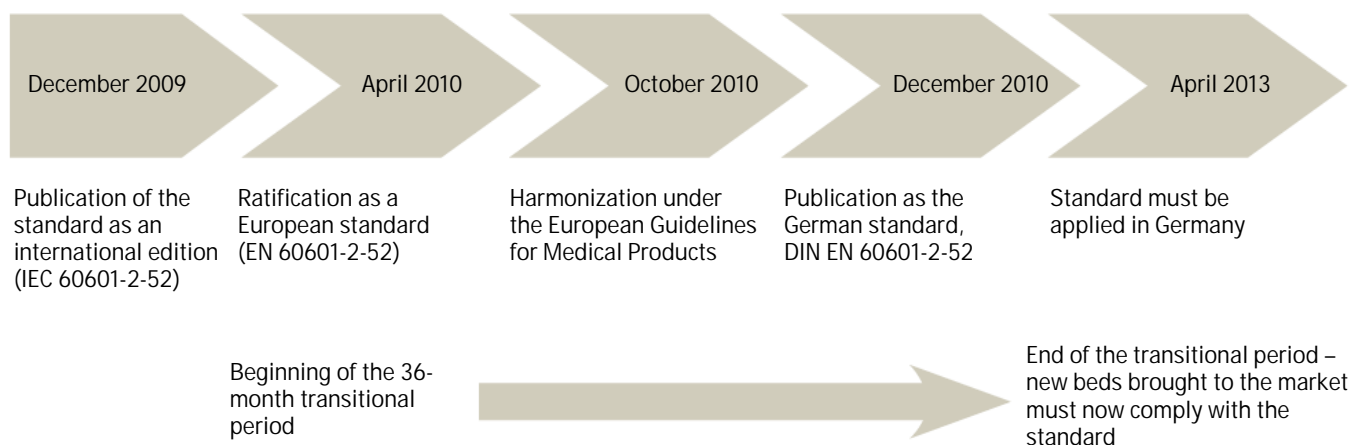 December 2009
April 2010
October 2010
December 2010
April 2013
Publication of the
standard as an
international edition
(IEC 60601-2-52)
Ratification as a
European standard
(EN 60601-2-52)
Harmonization under
the European Guidelines
for Medical Products
Publication as the
German standard,
DIN EN 60601-2-52
Standard must be
applied in Germany
Beginning of the 36-
month transitional
period
End of the transitional period –
new beds brought to the market
must now comply with the
standard